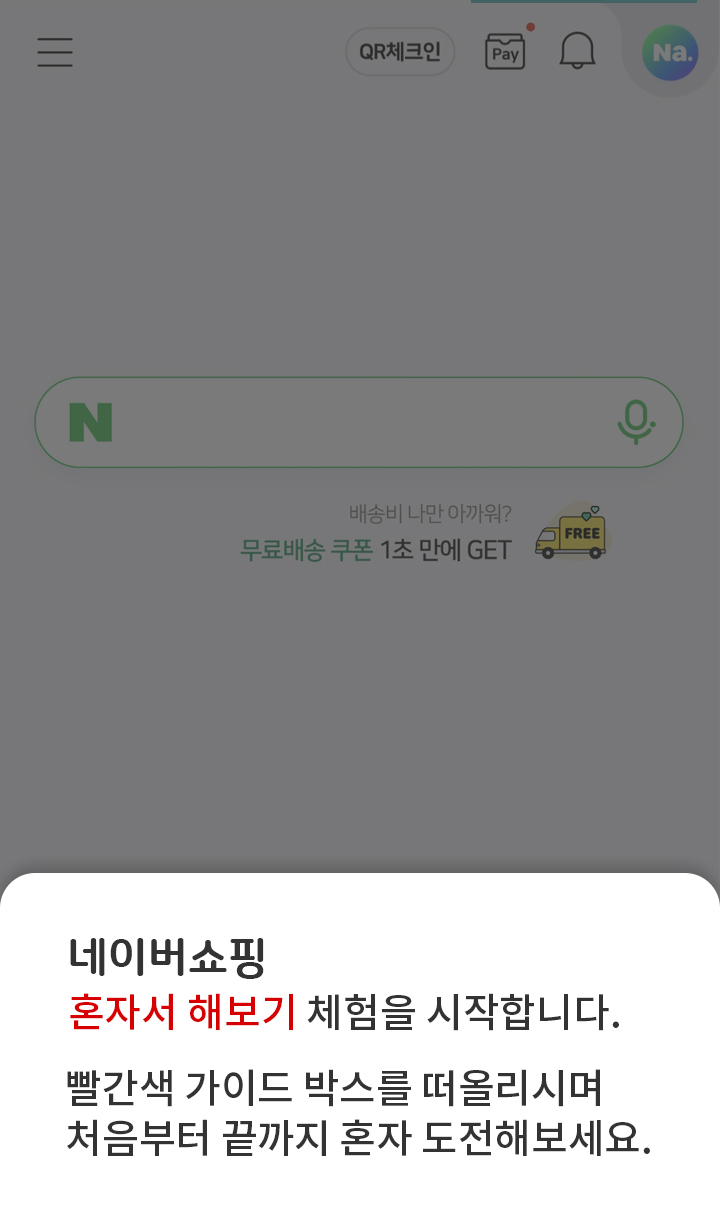 QR체크인
Pay
Na.
N
배송비 나만 아까워?
무료배송 쿠폰 1초 만에 GET
FREE
네이버쇼핑
혼자서 해보기 체험을 시작합니다.
빨간색 가이드 박스를 떠올리시며
처음부터 끝까지 혼자 도전해보세요.